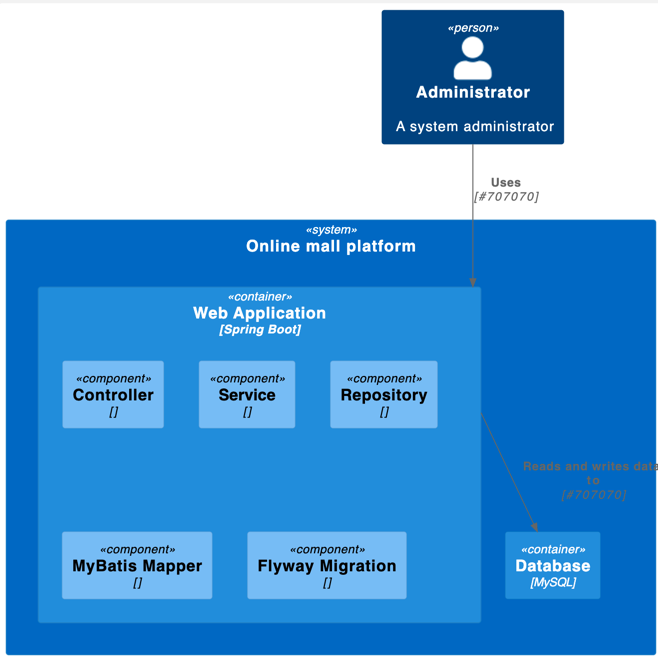 «person»
Administrator
A system administrator
Uses
[#707070]
«system»
Online mall platform
«container»
Web Application
[Spring Boot]
«component»
Controller
[]
«component»
Service
[]
«component»
Repository
[]
Reads and writes data
to
[#707070]
«component»
MyBatis Mapper
[]
«component»
Flyway Migration
[]
«container»
Database
[MySQL]